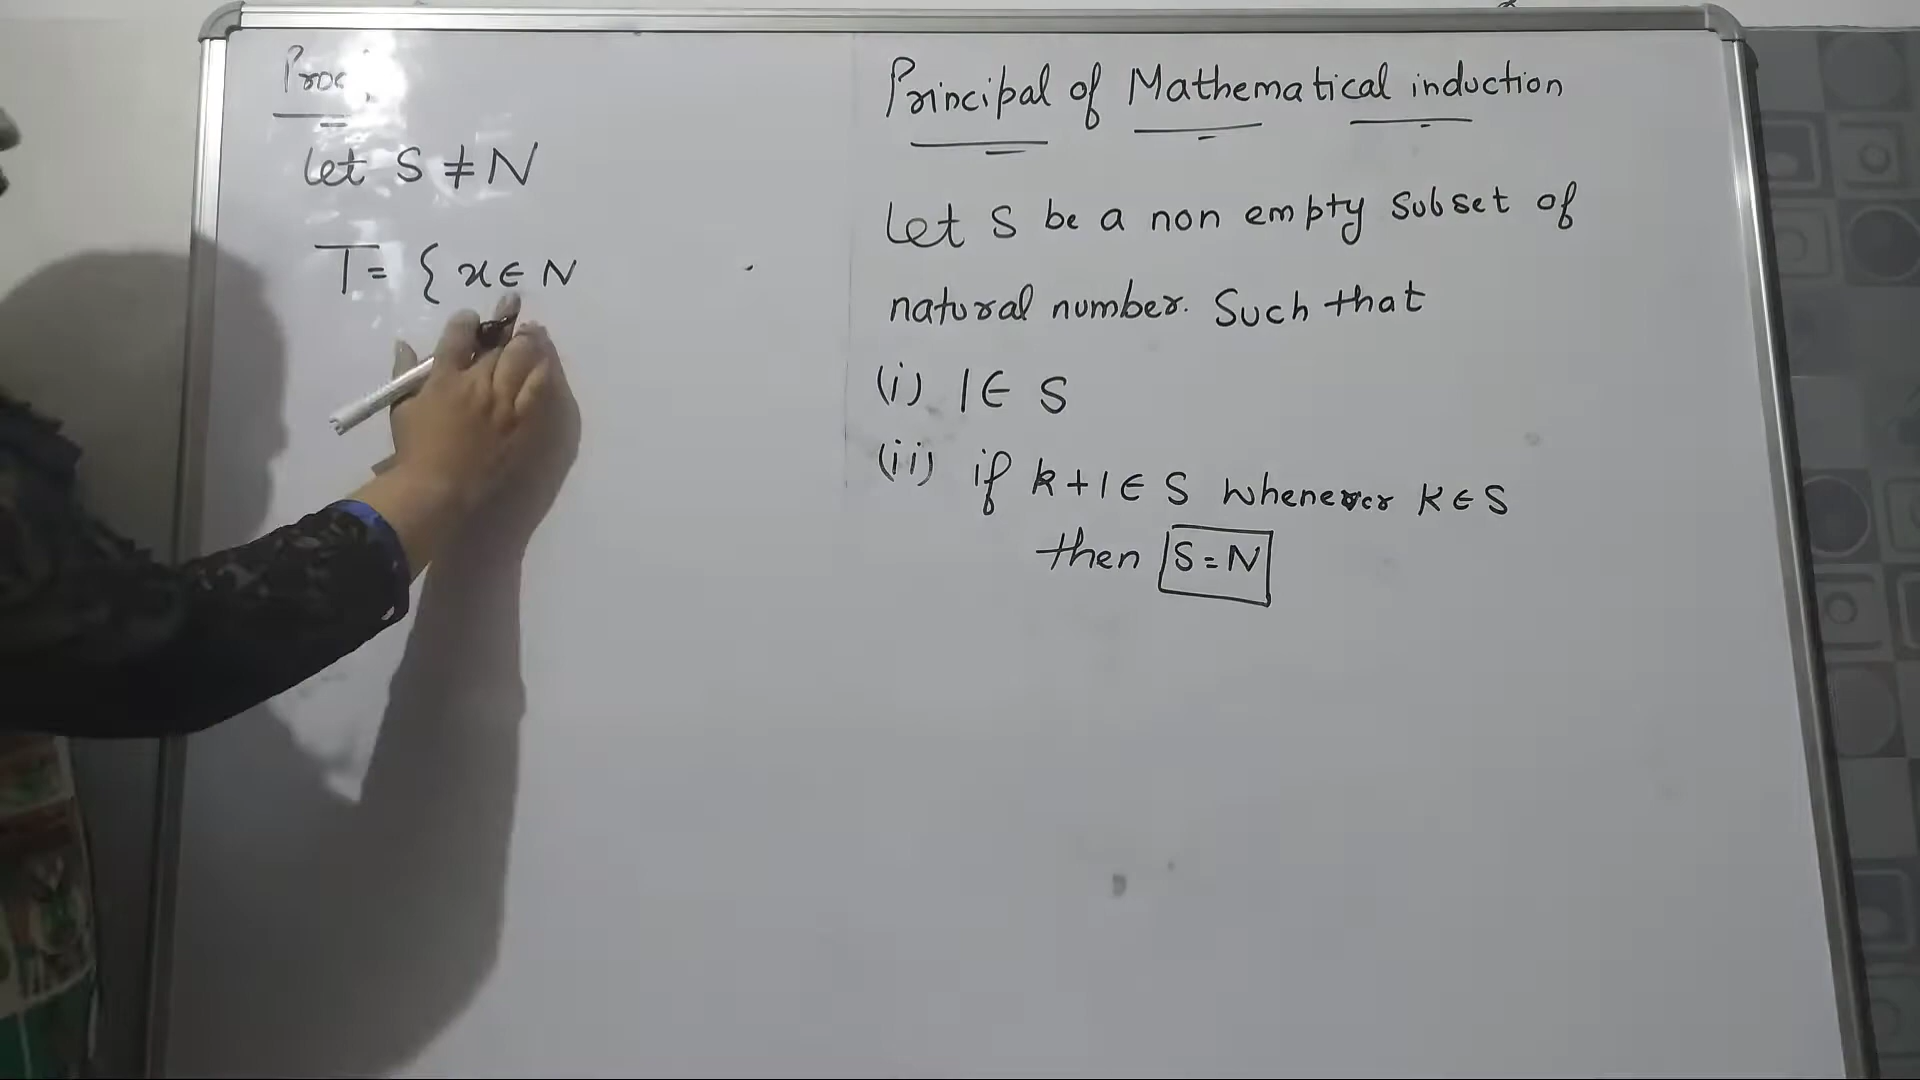 Proof:
Let S ≠ N
T = { x ∈ N
Principal of Mathematical induction
Let S be a non empty subset of
natural number. Such that
(i) 1 ∈ S
(ii) if k+1 ∈ S whenever K ∈ S
then S = N